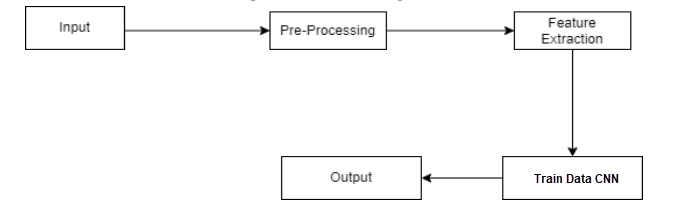 Input
Pre-Processing
Feature
Extraction
Train Data CNN
Output